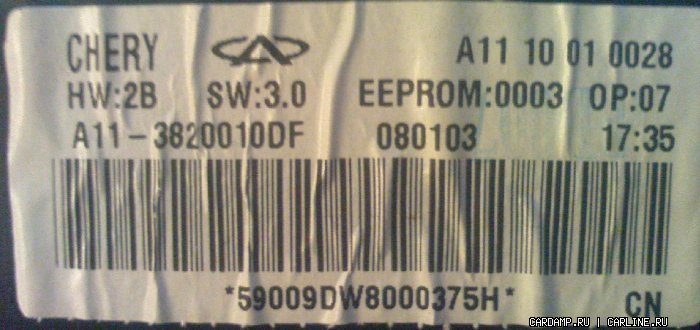 CHERY A11 10 01 0028
HW:2B SW:3.0 EEPROM:0003 OP:07
A11-3820010DF 080103 17:35
*59009DW8000375H* CN
CARDAMP.RU | CARLINE.RU